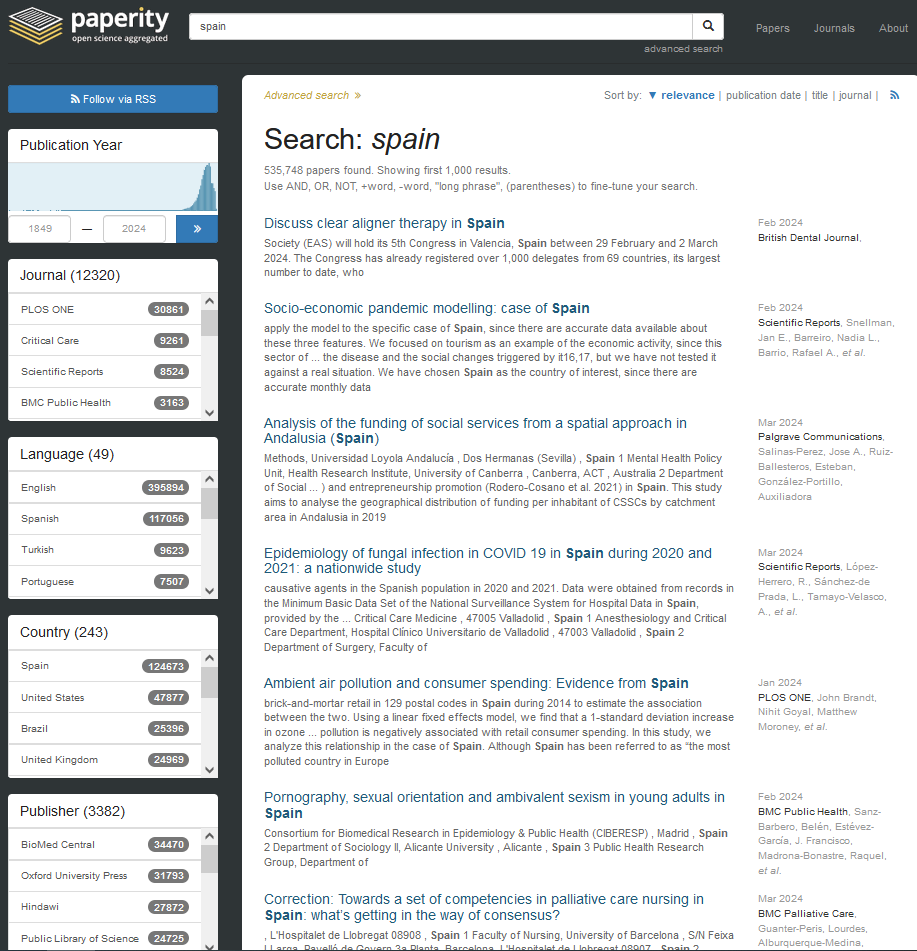 paperity
open science aggregated
spain
advanced search
Papers
Journals
About
Follow via RSS
Publication Year
1849 — 2024 »
Journal (12320)
PLOS ONE 30861
Critical Care 9261
Scientific Reports 8524
BMC Public Health 3163
Language (49)
English 395894
Spanish 117056
Turkish 9623
Portuguese 7507
Country (243)
Spain 124673
United States 47877
Brazil 25396
United Kingdom 24969
Publisher (3382)
BioMed Central 34470
Oxford University Press 31793
Hindawi 27872
Public Library of Science 24725
Advanced search »
Sort by: ▼ relevance | publication date | title | journal |
Search: spain
535,748 papers found. Showing first 1,000 results.
Use AND, OR, NOT, +word, -word, "long phrase", (parentheses) to fine-tune your search.
Discuss clear aligner therapy in Spain
Society (EAS) will hold its 5th Congress in Valencia, Spain between 29 February and 2 March
2024. The Congress has already registered over 1,000 delegates from 69 countries, its largest
number to date, who
Feb 2024
British Dental Journal,
Socio-economic pandemic modelling: case of Spain
apply the model to the specific case of Spain, since there are accurate data available about
these three features. We focused on tourism as an example of the economic activity, since this
sector of ... the disease and the social changes triggered by it16,17, but we have not tested it
against a real situation. We have chosen Spain as the country of interest, since there are
accurate monthly data
Feb 2024
Scientific Reports, Snellman,
Jan E., Barreiro, Nadia L.,
Barrio, Rafael A., et al.
Analysis of the funding of social services from a spatial approach in
Andalusia (Spain)
Methods, Universidad Loyola Andalucía , Dos Hermanas (Sevilla) , Spain 1 Mental Health Policy
Unit, Health Research Institute, University of Canberra , Canberra, ACT , Australia 2 Department
of Social ... ) and entrepreneurship promotion (Rodero-Cosano et al. 2021) in Spain. This study
aims to analyse the geographical distribution of funding per inhabitant of CSSCs by catchment
area in Andalusia in 2019
Mar 2024
Palgrave Communications,
Salinas-Perez, Jose A., Ruiz-
Ballesteros, Esteban,
González-Portillo,
Auxiliadora
Epidemiology of fungal infection in COVID 19 in Spain during 2020 and
2021: a nationwide study
causative agents in the Spanish population in 2020 and 2021. Data were obtained from records in
the Minimum Basic Data Set of the National Surveillance System for Hospital Data in Spain,
provided by the ... Critical Care Medicine , 47005 Valladolid , Spain 1 Anesthesiology and Critical
Care Department, Hospital Clínico Universitario de Valladolid , 47003 Valladolid , Spain 2
Department of Surgery, Faculty of
Mar 2024
Scientific Reports, López-
Herrero, R., Sánchez-de
Prada, L., Tamayo-Velasco,
A., et al.
Ambient air pollution and consumer spending: Evidence from Spain
brick-and-mortar retail in 129 postal codes in Spain during 2014 to estimate the association
between the two. Using a linear fixed effects model, we find that a 1-standard deviation increase
in ozone ... pollution is negatively associated with retail consumer spending. In this study, we
analyze this relationship in the case of Spain. Although Spain has been referred to as “the most
polluted country in Europe
Jan 2024
PLOS ONE, John Brandt,
Nihit Goyal, Matthew
Moroney, et al.
Pornography, sexual orientation and ambivalent sexism in young adults in
Spain
Consortium for Biomedical Research in Epidemiology & Public Health (CIBERESP) , Madrid , Spain
2 Department of Sociology II, Alicante University , Alicante , Spain 3 Public Health Research
Group, Department of
Feb 2024
BMC Public Health, Sanz-
Barbero, Belén, Estévez-
García, J. Francisco,
Madrona-Bonastre, Raquel,
et al.
Correction: Towards a set of competencies in palliative care nursing in
Spain: what’s getting in the way of consensus?
, L'Hospitalet de Llobregat 08908 , Spain 1 Faculty of Nursing, University of Barcelona , S/N Feixa
Llarga, Pavelló de Govern 3a Planta, Barcelona, L'Hospitalet de Llobregat 08907 , Spain 2
Mar 2024
BMC Palliative Care,
Guanter-Peris, Lourdes,
Alburquerque-Medina,